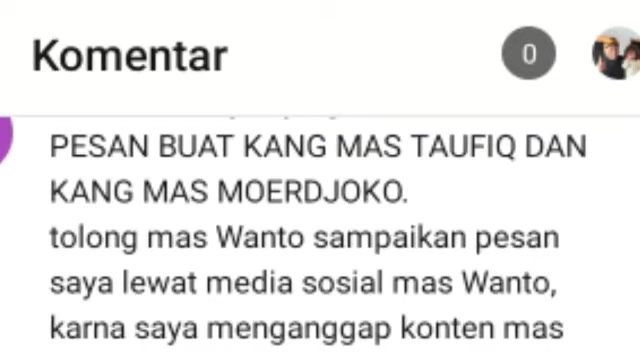 Komentar
0
PESAN BUAT KANG MAS TAUFIQ DAN
KANG MAS MOERDJOKO.
tolong mas Wanto sampaikan pesan
saya lewat media sosial mas Wanto,
karna saya menganggap konten mas